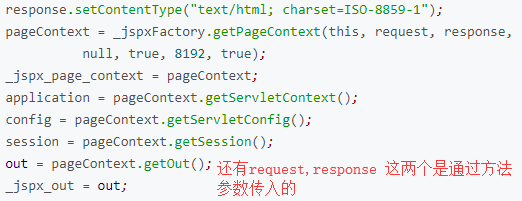 response.setContentType("text/html; charset=ISO-8859-1");
pageContext = _jspxFactory.getPageContext(this, request, response,
null, true, 8192, true);
_jspx_page_context = pageContext;
application = pageContext.getServletContext();
config = pageContext.getServletConfig();
session = pageContext.getSession();
out = pageContext.getOut(); 还有request,response 这两个是通过方法
_jspx_out = out; 参数传入的